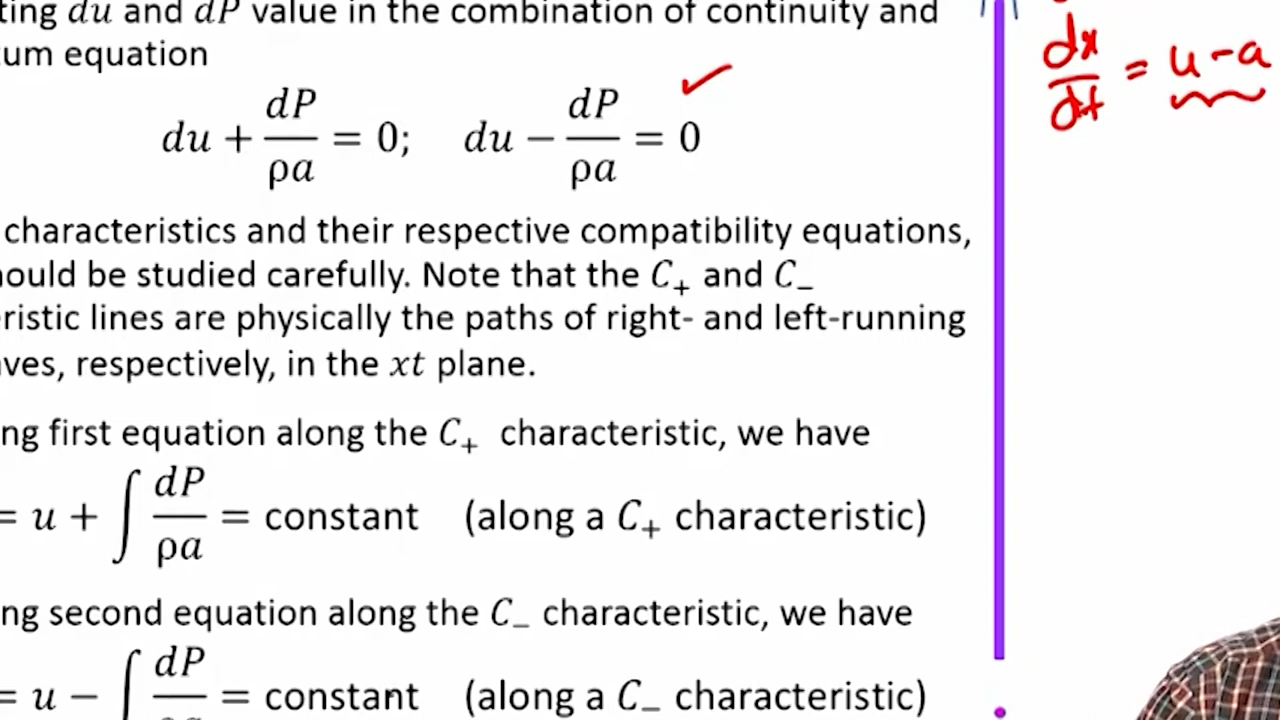 ting du and dP value in the combination of continuity and
tum equation
du + dP/ρa = 0; du − dP/ρa = 0 ✓
characteristics and their respective compatibility equations,
ould be studied carefully. Note that the C₊ and C₋
ristic lines are physically the paths of right- and left-running
ves, respectively, in the xt plane.
ng first equation along the C₊ characteristic, we have
= u + ∫ dP/ρa = constant (along a C₊ characteristic)
ng second equation along the C₋ characteristic, we have
= u − ∫ dP/ρa = constant (along a C₋ characteristic)
dx/dt = u-a